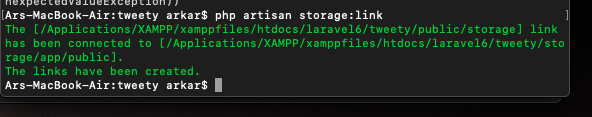 [Ars-MacBook-Air:tweety arkar$ php artisan storage:link ]
The [/Applications/XAMPP/xamppfiles/htdocs/laravel6/tweety/public/storage] link
has been connected to [/Applications/XAMPP/xamppfiles/htdocs/laravel6/tweety/sto
rage/app/public].
The links have been created.
Ars-MacBook-Air:tweety arkar$